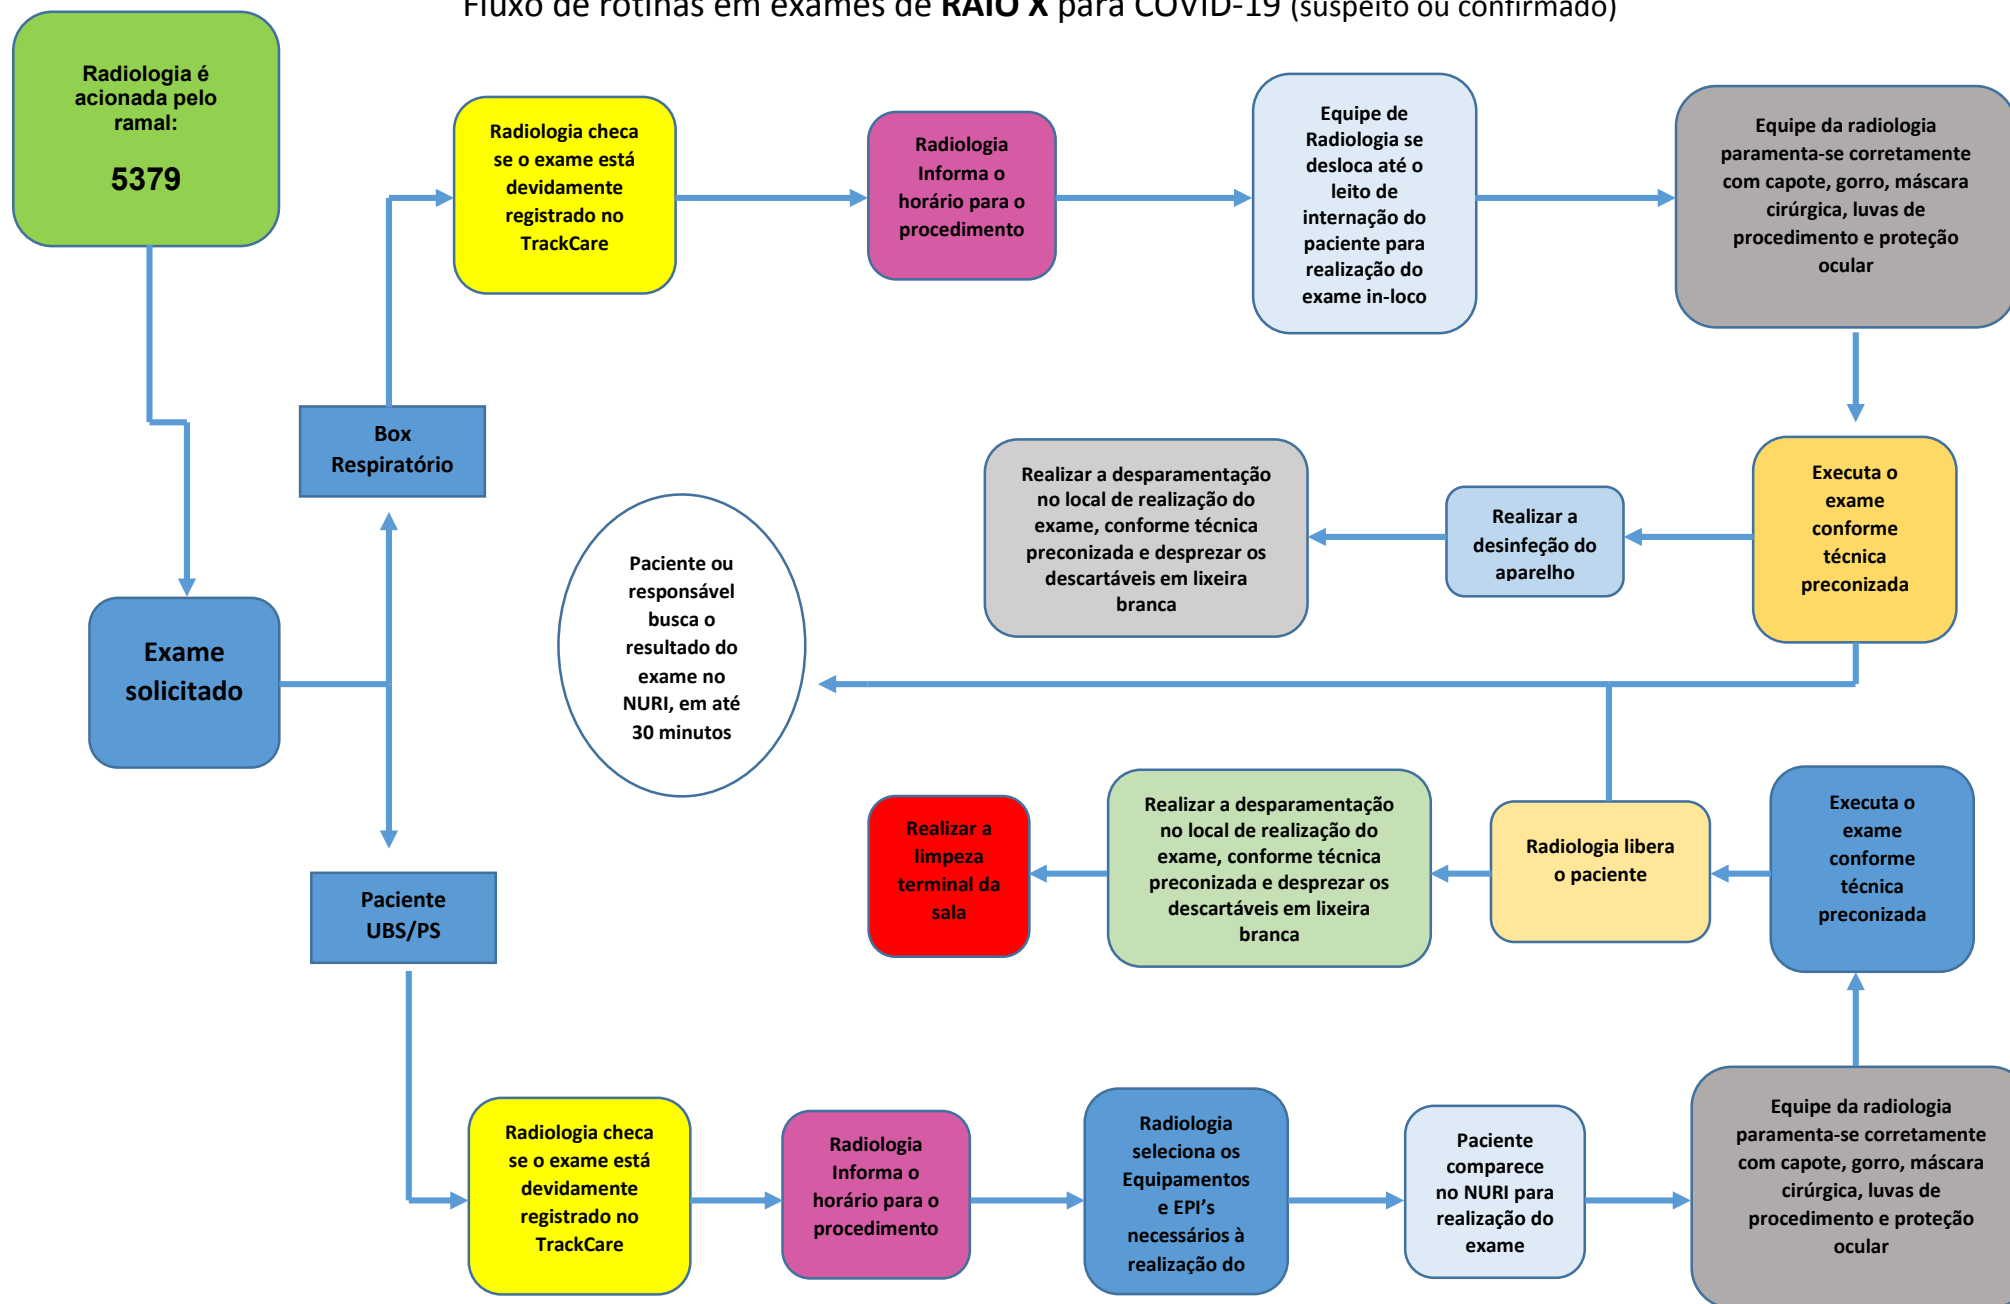 Fluxo de rotinas em exames de RAIO X para COVID-19 (suspeito ou confirmado)
Radiologia é
acionada pelo
ramal:
5379
Radiologia checa
se o exame está
devidamente
registrado no
TrackCare
Radiologia
Informa o
horário para o
procedimento
Equipe de
Radiologia se
desloca até o
leito de
internação do
paciente para
realização do
exame in-loco
Equipe da radiologia
paramenta-se corretamente
com capote, gorro, máscara
cirúrgica, luvas de
procedimento e proteção
ocular
Box
Respiratório
Realizar a desparamentação
no local de realização do
exame, conforme técnica
preconizada e desprezar os
descartáveis em lixeira
branca
Realizar a
desinfeção do
aparelho
Executa o
exame
conforme
técnica
preconizada
Paciente ou
responsável
busca o
resultado do
exame no
NURI, em até
30 minutos
Exame
solicitado
Realizar a
limpeza
terminal da
sala
Realizar a desparamentação
no local de realização do
exame, conforme técnica
preconizada e desprezar os
descartáveis em lixeira
branca
Radiologia libera
o paciente
Executa o
exame
conforme
técnica
preconizada
Paciente
UBS/PS
Radiologia checa
se o exame está
devidamente
registrado no
TrackCare
Radiologia
Informa o
horário para o
procedimento
Radiologia
seleciona os
Equipamentos
e EPI’s
necessários à
realização do
Paciente
comparece
no NURI para
realização do
exame
Equipe da radiologia
paramenta-se corretamente
com capote, gorro, máscara
cirúrgica, luvas de
procedimento e proteção
ocular